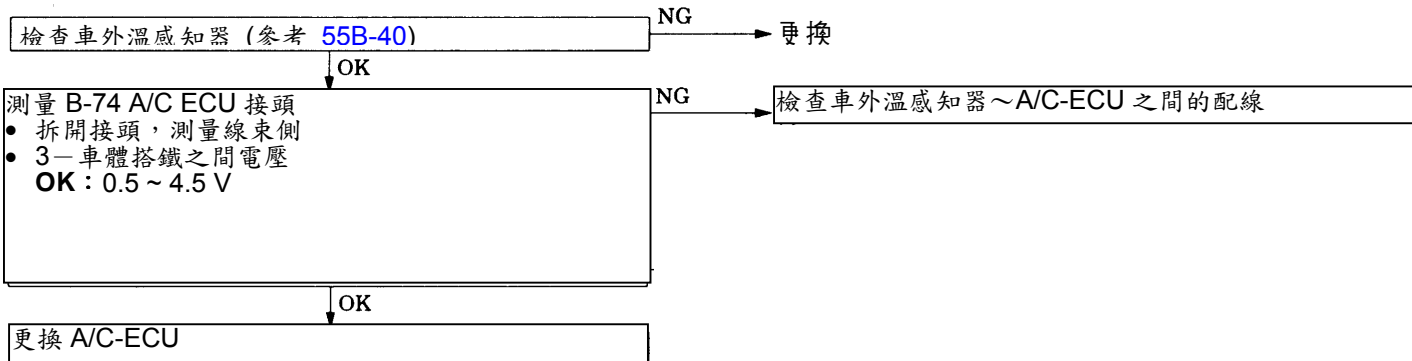 檢查車外溫感知器 (參考 55B-40)
NG
更換
OK
測量 B-74 A/C ECU 接頭
• 拆開接頭，測量線束側
• 3－車體搭鐵之間電壓
OK：0.5 ~ 4.5 V
NG
檢查車外溫感知器～A/C-ECU 之間的配線
OK
更換 A/C-ECU